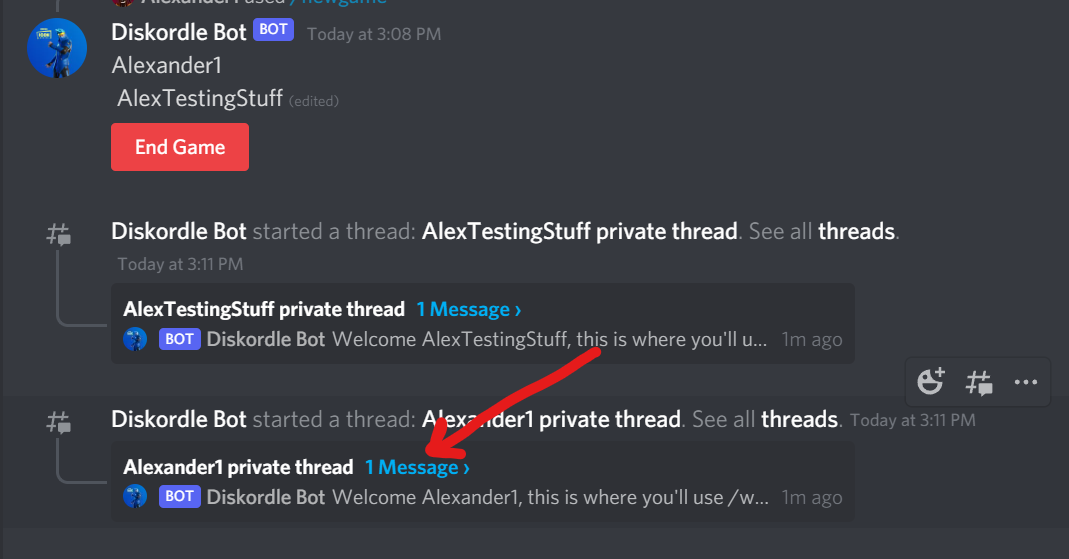 Alexander1 used /newgame
Diskordle Bot BOT Today at 3:08 PM
Alexander1
AlexTestingStuff (edited)
End Game
Diskordle Bot started a thread: AlexTestingStuff private thread. See all threads.
Today at 3:11 PM
AlexTestingStuff private thread 1 Message ›
BOT Diskordle Bot Welcome AlexTestingStuff, this is where you'll u... 1m ago
Diskordle Bot started a thread: Alexander1 private thread. See all threads. Today at 3:11 PM
Alexander1 private thread 1 Message ›
BOT Diskordle Bot Welcome Alexander1, this is where you'll use /w... 1m ago